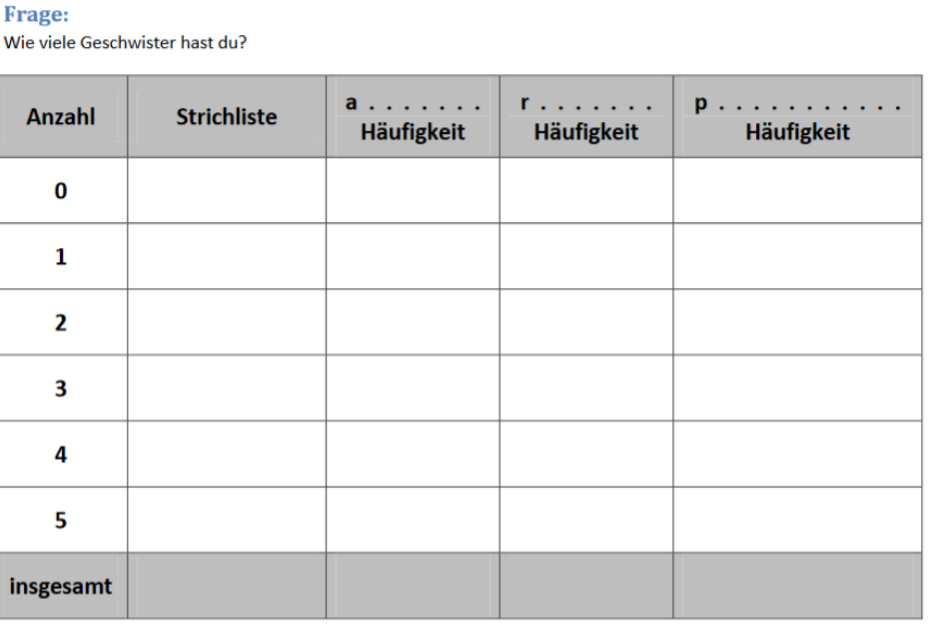 Frage:
Wie viele Geschwister hast du?
Anzahl Strichliste a . . . . . . . r . . . . . . . p . . . . . . . . . . .
Häufigkeit Häufigkeit Häufigkeit
0
1
2
3
4
5
insgesamt